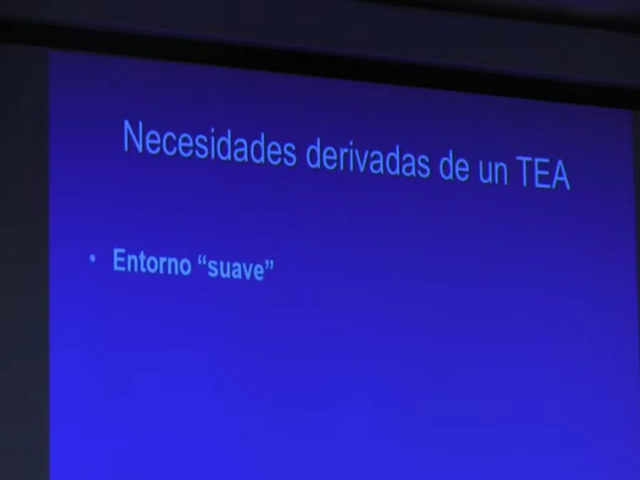 Necesidades derivadas de un TEA
• Entorno “suave”